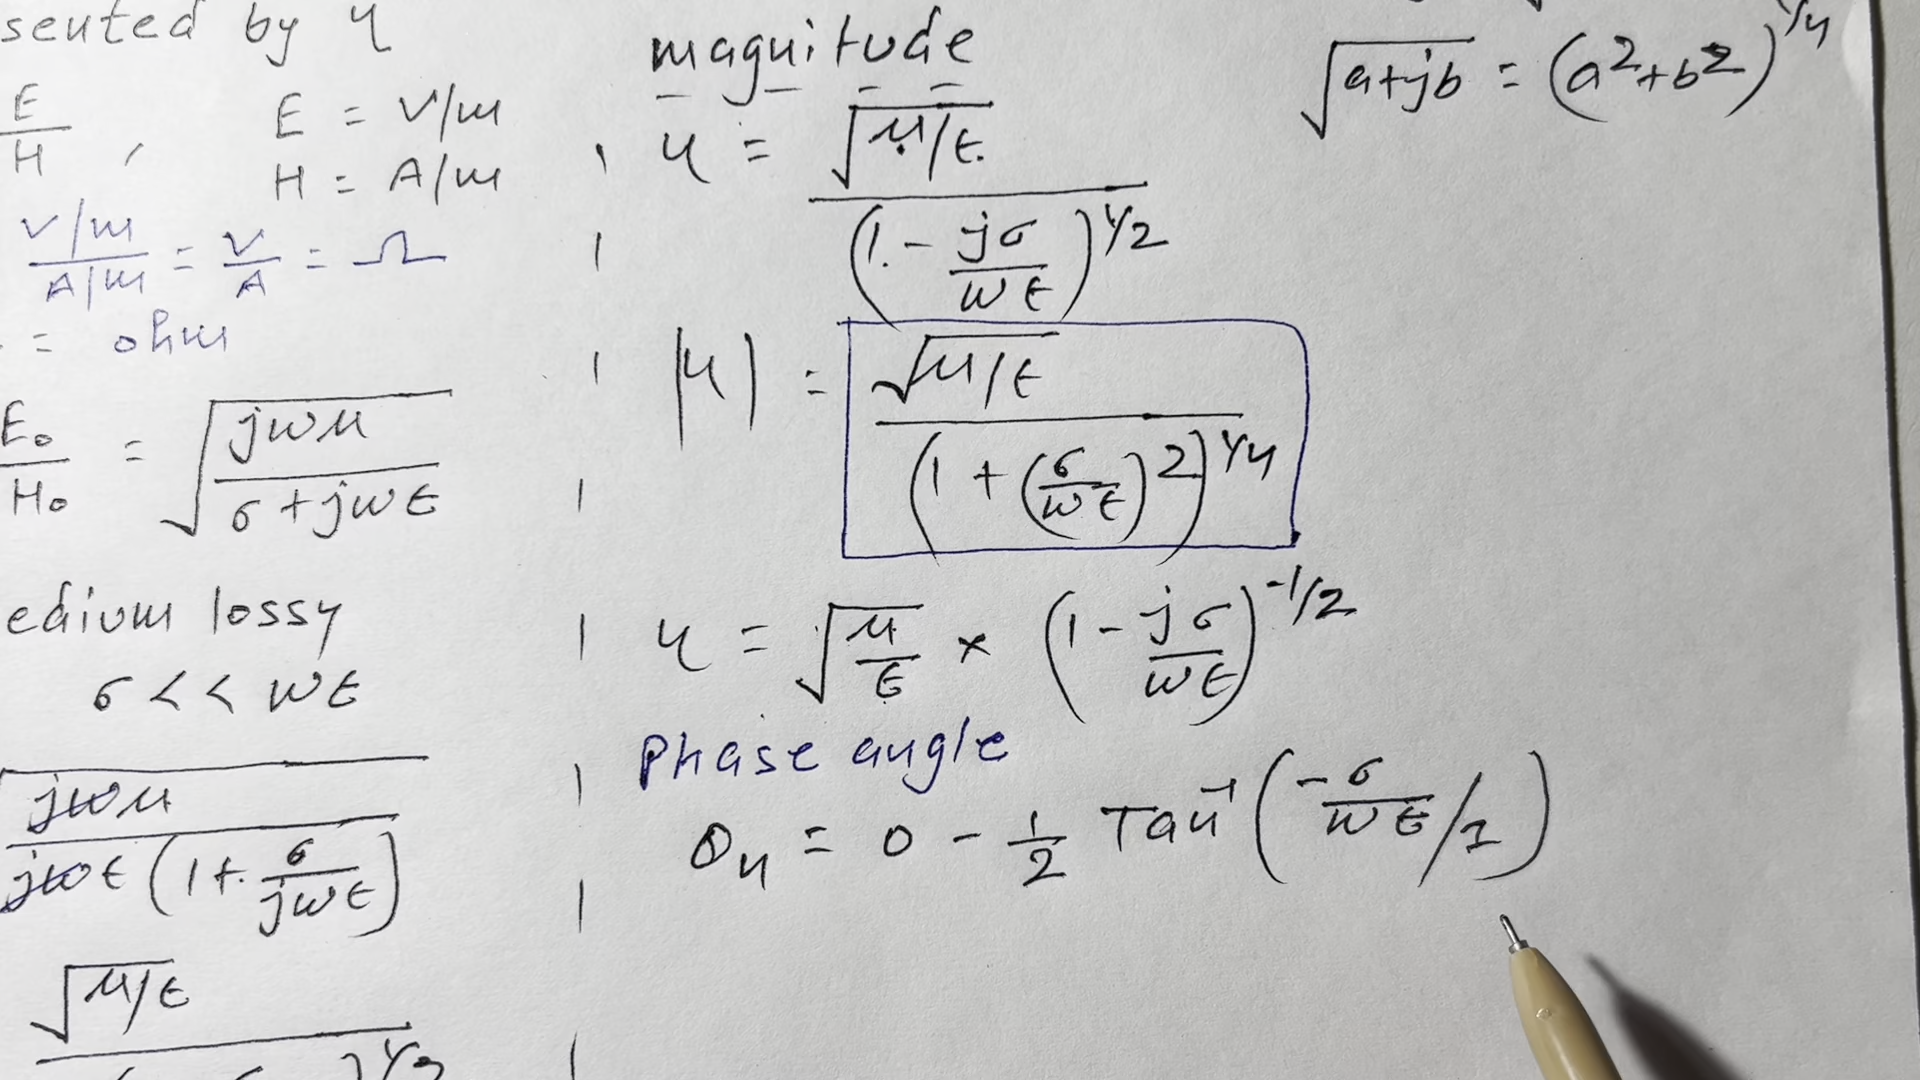 sented by η
E/H , E = V/m
H = A/m
V/m / A/m = V/A = Ω
= ohm
E₀/H₀ = √(jωμ / σ+jωϵ)
edium lossy
σ << ωϵ
√(jωμ / jωϵ(1+ σ/jωϵ))
√μ/ϵ
magnitude
η = √μ/ϵ / (1 - jσ/ωϵ)^1/2
|η| = √μ/ϵ / (1 + (σ/ωϵ)^2)^1/4
η = √(μ/ϵ) × (1 - jσ/ωϵ)^-1/2
Phase angle
θη = 0 - 1/2 Tan⁻¹(-σ/ωϵ/1)
√a+jb = (a²+b²)^1/4